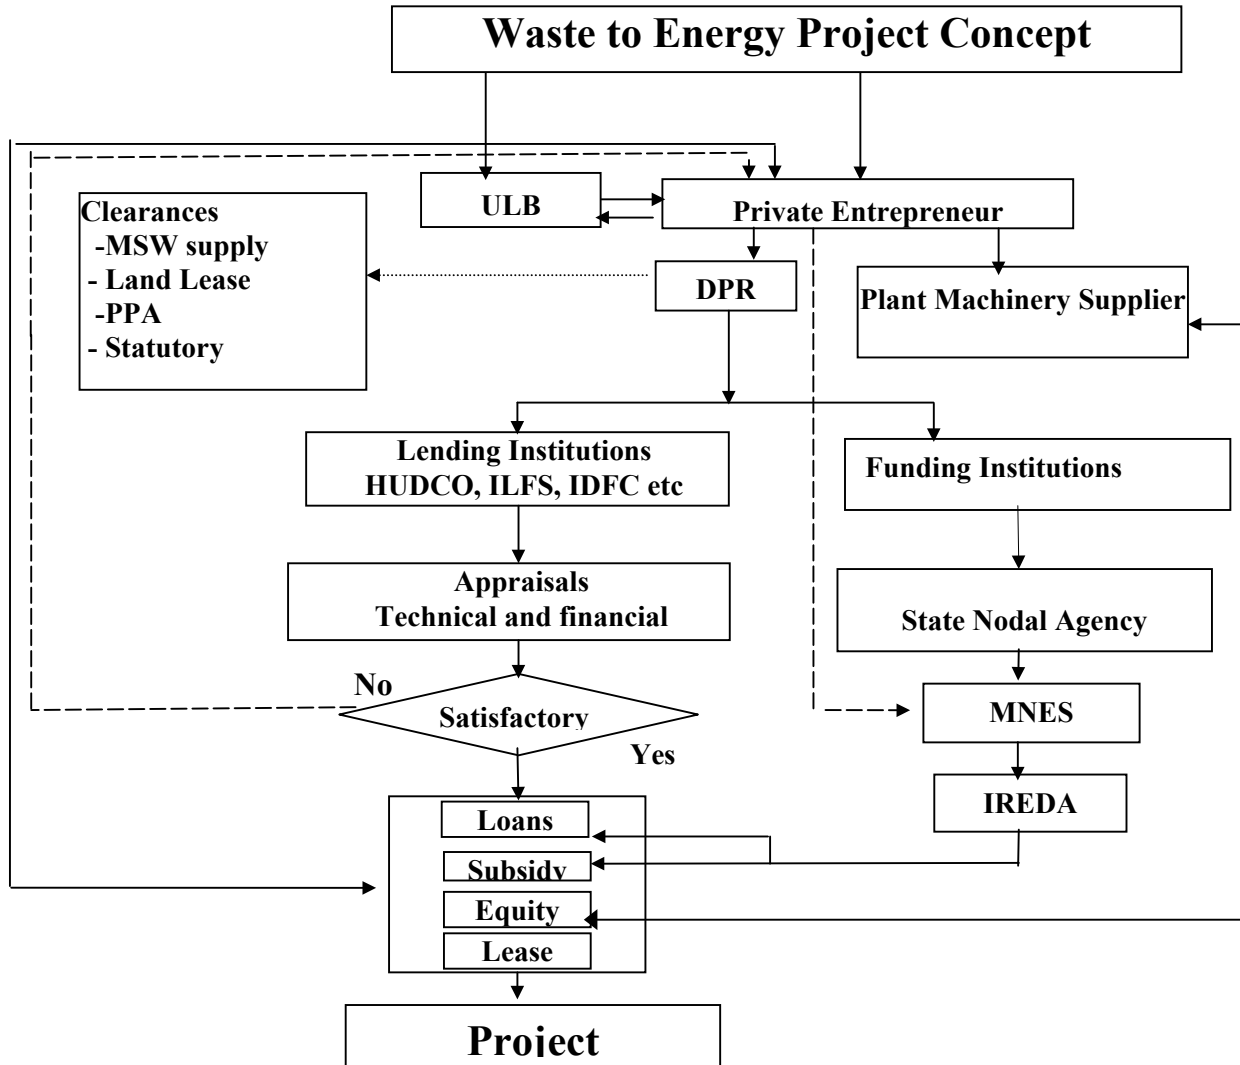 Waste to Energy Project Concept
ULB
Private Entrepreneur
Clearances
-MSW supply
- Land Lease
-PPA
- Statutory
DPR
Plant Machinery Supplier
Lending Institutions
HUDCO, ILFS, IDFC etc
Funding Institutions
Appraisals
Technical and financial
State Nodal Agency
No
Satisfactory
MNES
Yes
IREDA
Loans
Subsidy
Equity
Lease
Project